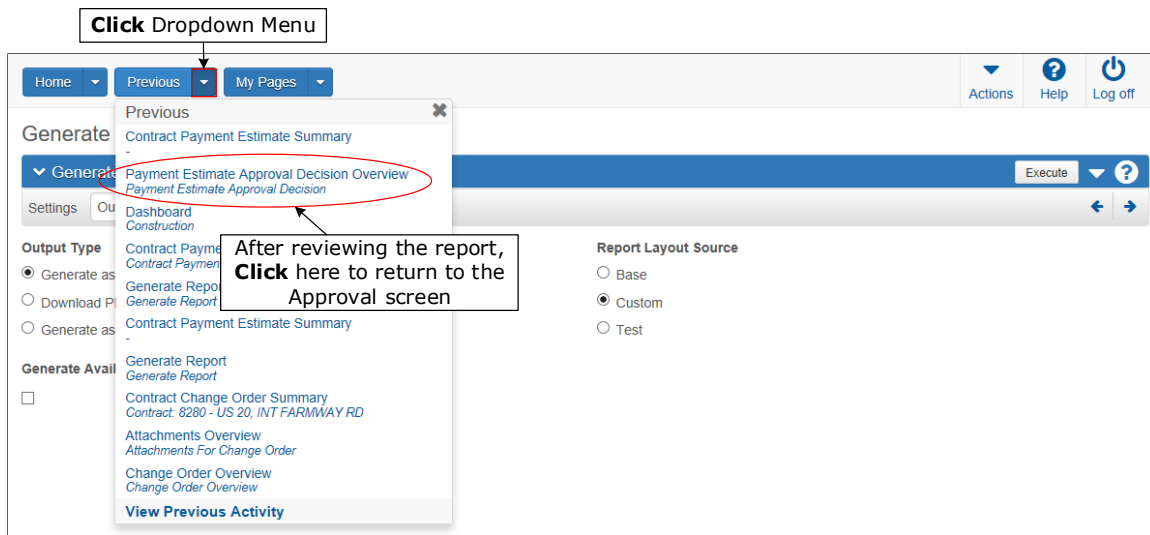 Click Dropdown Menu
Home
Previous
My Pages
Actions
Help
Log off
Previous
Generate
Contract Payment Estimate Summary
-
Generate
Payment Estimate Approval Decision Overview
Payment Estimate Approval Decision
Execute
Settings
Ou
Dashboard
Construction
Output Type
Contract Payme
Contract Paymen
After reviewing the report,
Click here to return to the
Approval screen
Report Layout Source
Generate as
Generate Repo
Generate Report
Base
Download P
Custom
Generate as
Contract Payment Estimate Summary
-
Test
Generate Avail
Generate Report
Generate Report
Contract Change Order Summary
Contract: 8280 - US 20, INT FARMWAY RD
Attachments Overview
Attachments For Change Order
Change Order Overview
Change Order Overview
View Previous Activity